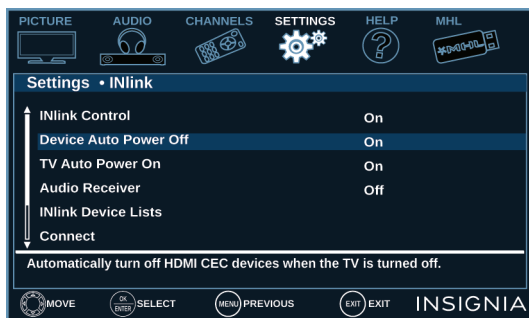 PICTURE AUDIO CHANNELS SETTINGS HELP MHL
?
MHL
Settings • INlink
INlink Control On
Device Auto Power Off On
TV Auto Power On On
Audio Receiver Off
INlink Device Lists
Connect
Automatically turn off HDMI CEC devices when the TV is turned off.
MOVE OK ENTER SELECT MENU PREVIOUS EXIT EXIT INSIGNIA